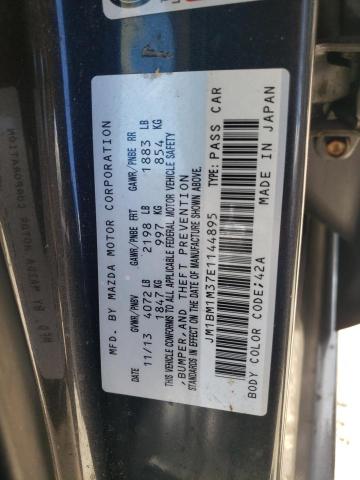 MFD. BY MAZDA MOTOR CORPORATION
GVWR/PNBV GAWR/PNBE FRT GAWR/PNBE RR
11/13 4072 LB 2198 LB 1883 LB
1847 KG 997 KG 854 KG
THIS VEHICLE CONFORMS TO ALL APPLICABLE FEDERAL MOTOR VEHICLE SAFETY
,BUMPER,AND THEFT PREVENTION
STANDARDS IN EFFECT ON THE DATE OF MANUFACTURE SHOWN ABOVE.
JM1BM1M37E1144895 TYPE: PASS CAR
BODY COLOR CODE;42A MADE IN JAPAN